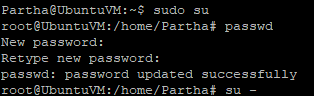 Partha@UbuntuVM:~$ sudo su
root@UbuntuVM:/home/Partha# passwd
New password:
Retype new password:
passwd: password updated successfully
root@UbuntuVM:/home/Partha# su -